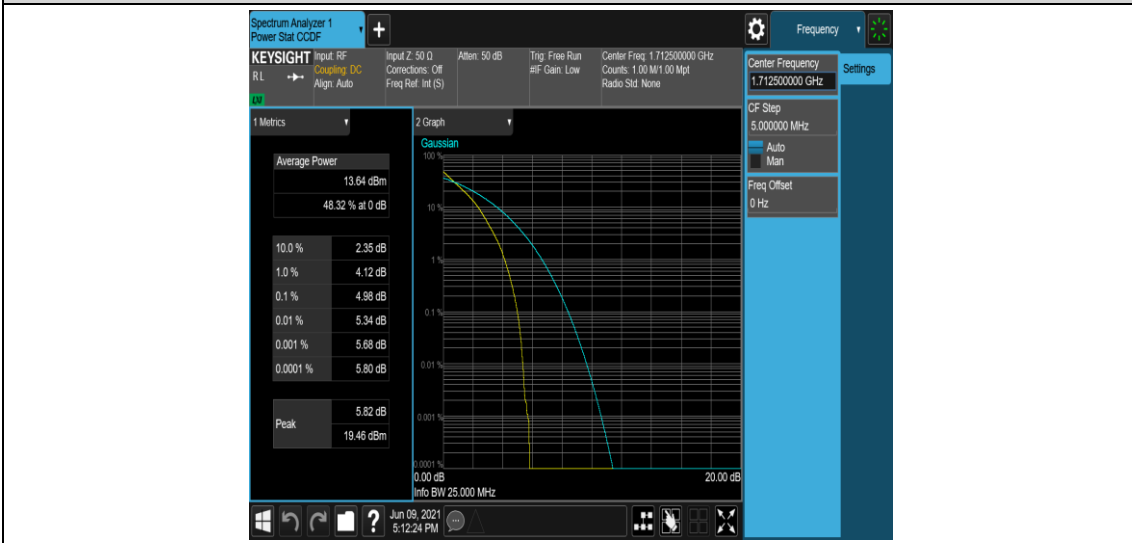 Spectrum Analyzer 1
Power Stat CCDF
+
Frequency
KEYSIGHT
Input: RF
Coupling: DC
Align: Auto
Input Z: 50 Ω
Corrections: Off
Freq Ref: Int (S)
Atten: 50 dB
Trig: Free Run
#IF Gain: Low
Center Freq: 1.712500000 GHz
Counts: 1.00 M/1.00 Mpt
Radio Std: None
R L
LXI
Center Frequency
1.712500000 GHz
Settings
CF Step
5.000000 MHz
Auto
Man
Freq Offset
0 Hz
1 Metrics
Average Power
13.64 dBm
48.32 % at 0 dB
10.0 % 2.35 dB
1.0 % 4.12 dB
0.1 % 4.98 dB
0.01 % 5.34 dB
0.001 % 5.68 dB
0.0001 % 5.80 dB
Peak
5.82 dB
19.46 dBm
2 Graph
Gaussian
100 %
10 %
1 %
0.1 %
0.01 %
0.001 %
0.0001 %
0.00 dB 20.00 dB
Info BW 25.000 MHz
?
Jun 09, 2021
5:12:24 PM